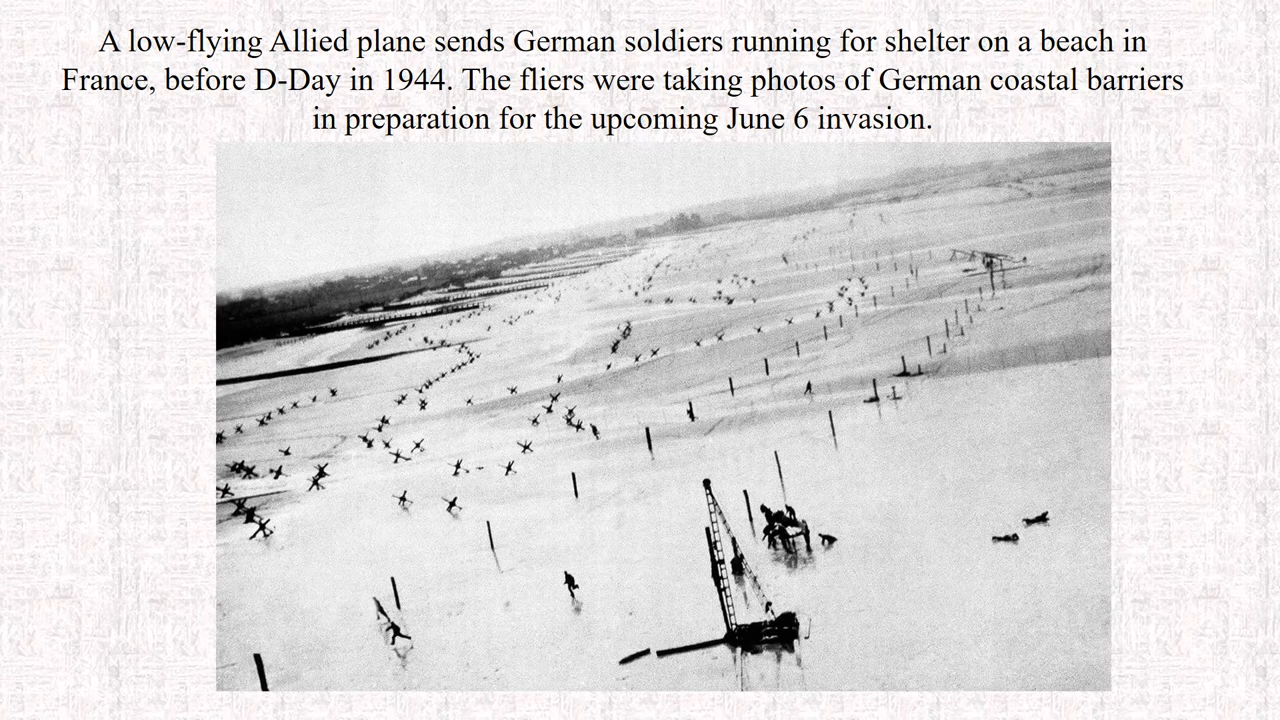 A low-flying Allied plane sends German soldiers running for shelter on a beach in
France, before D-Day in 1944. The fliers were taking photos of German coastal barriers
in preparation for the upcoming June 6 invasion.